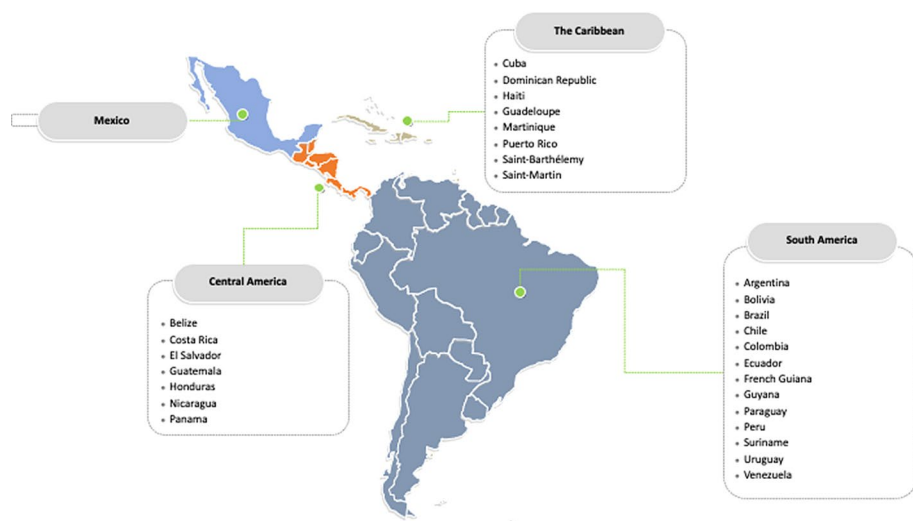 The Caribbean
Cuba
Dominican Republic
Haiti
Guadeloupe
Martinique
Puerto Rico
Saint-Barthélemy
Saint-Martin
Mexico
Central America
Belize
Costa Rica
El Salvador
Guatemala
Honduras
Nicaragua
Panama
South America
Argentina
Bolivia
Brazil
Chile
Colombia
Ecuador
French Guiana
Guyana
Paraguay
Peru
Suriname
Uruguay
Venezuela